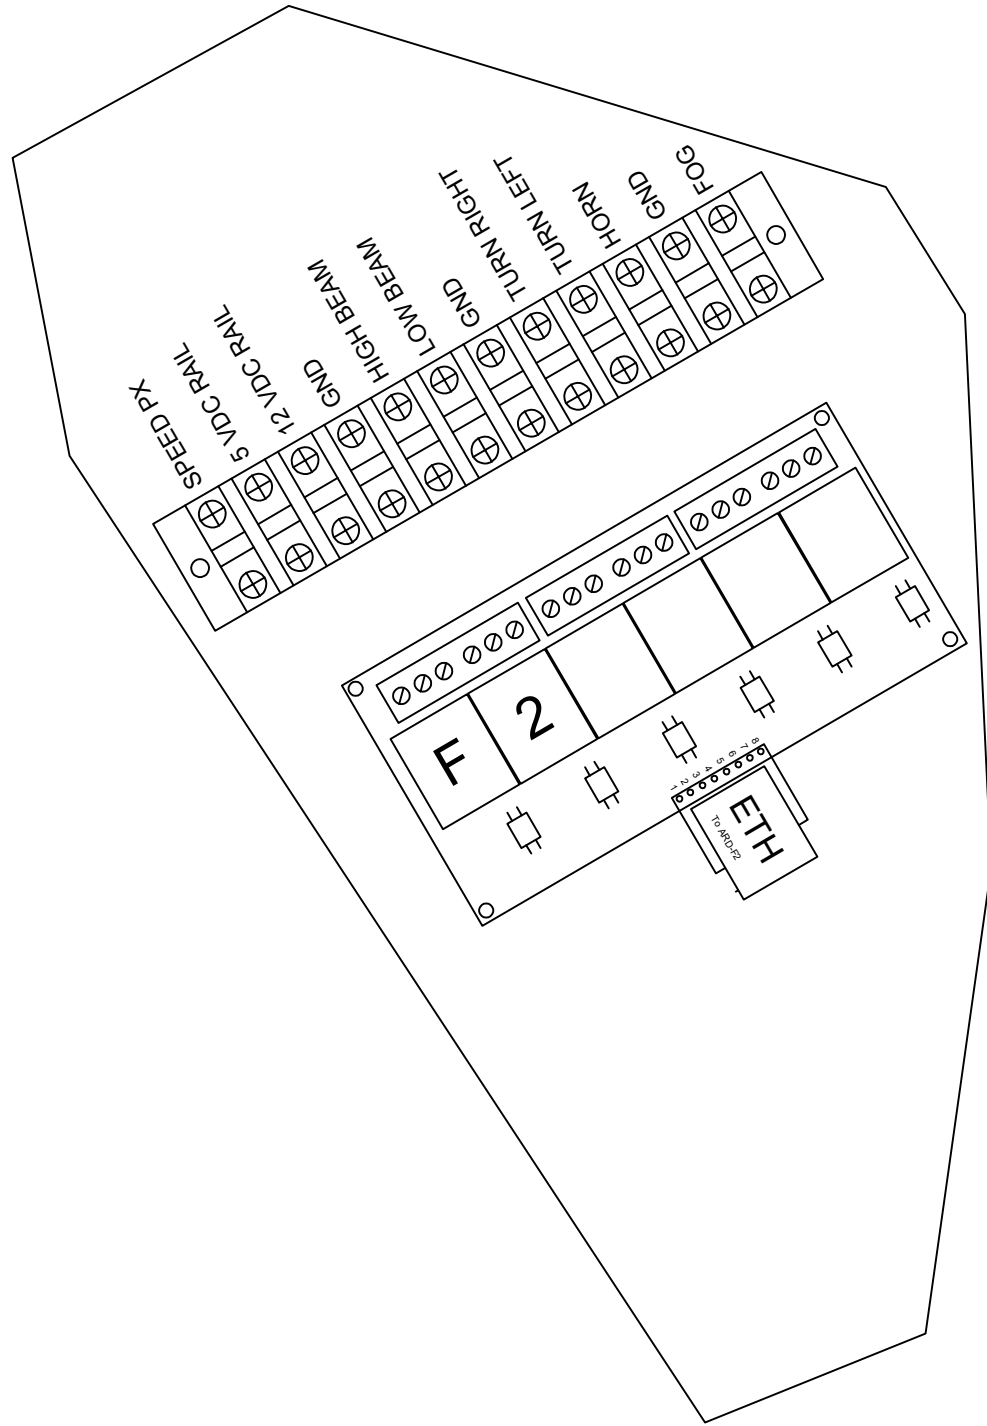 SPEED PX
5 VDC RAIL
12 VDC RAIL
GND
HIGH BEAM
LOW BEAM
GND
TURN RIGHT
TURN LEFT
HORN
GND
FOG
F 2
1 2 3 4 5 6 7 8
ETH
To ARD-F2